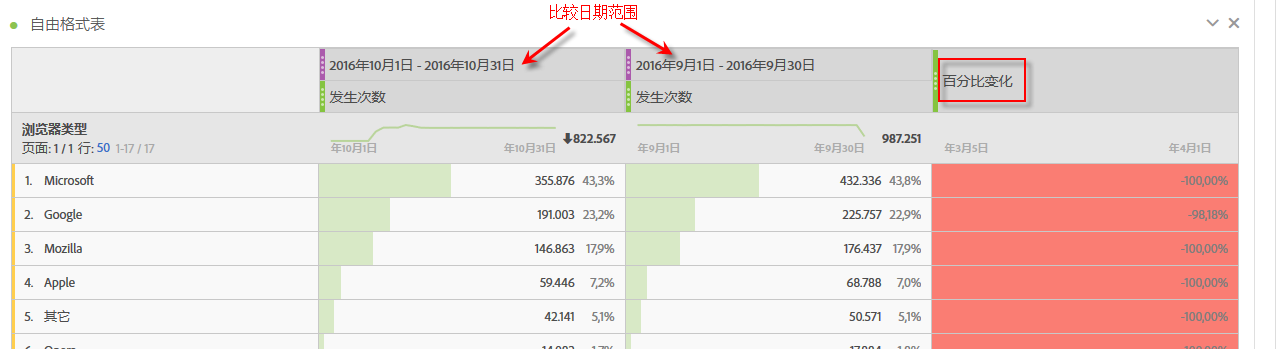 比较日期范围
自由格式表
2016年10月1日 - 2016年10月31日
2016年9月1日 - 2016年9月30日
百分比变化
发生次数
发生次数
浏览器类型
页面: 1 / 1 行: 50 1-17 / 17
年10月1日 年10月31日 822.567
年9月1日 年9月30日 987.251
年3月5日 年4月1日
1. Microsoft 355.876 43,3% 432.336 43,8% -100,00%
2. Google 191.003 23,2% 225.757 22,9% -98,18%
3. Mozilla 146.863 17,9% 176.437 17,9% -100,00%
4. Apple 59.446 7,2% 68.788 7,0% -100,00%
5. 其它 42.141 5,1% 50.571 5,1% -100,00%